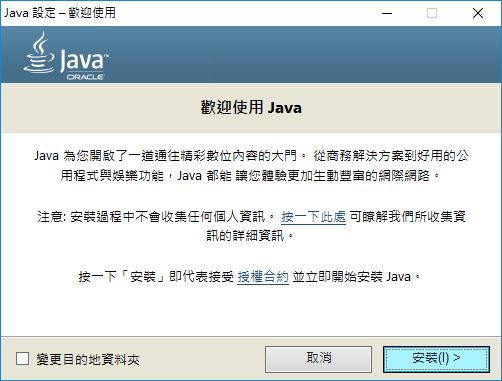 Java 設定 – 歡迎使用
Java
ORACLE
歡迎使用 Java
Java 為您開啟了一道通往精彩數位內容的大門。 從商務解決方案到好用的公
用程式與娛樂功能，Java 都能 讓您體驗更加生動豐富的網際網路。
注意: 安裝過程中不會收集任何個人資訊。 按一下此處 可瞭解我們所收集資
訊的詳細資訊。
按一下「安裝」即代表接受 授權合約 並立即開始安裝 Java。
變更目的地資料夾
取消
安裝(I) >